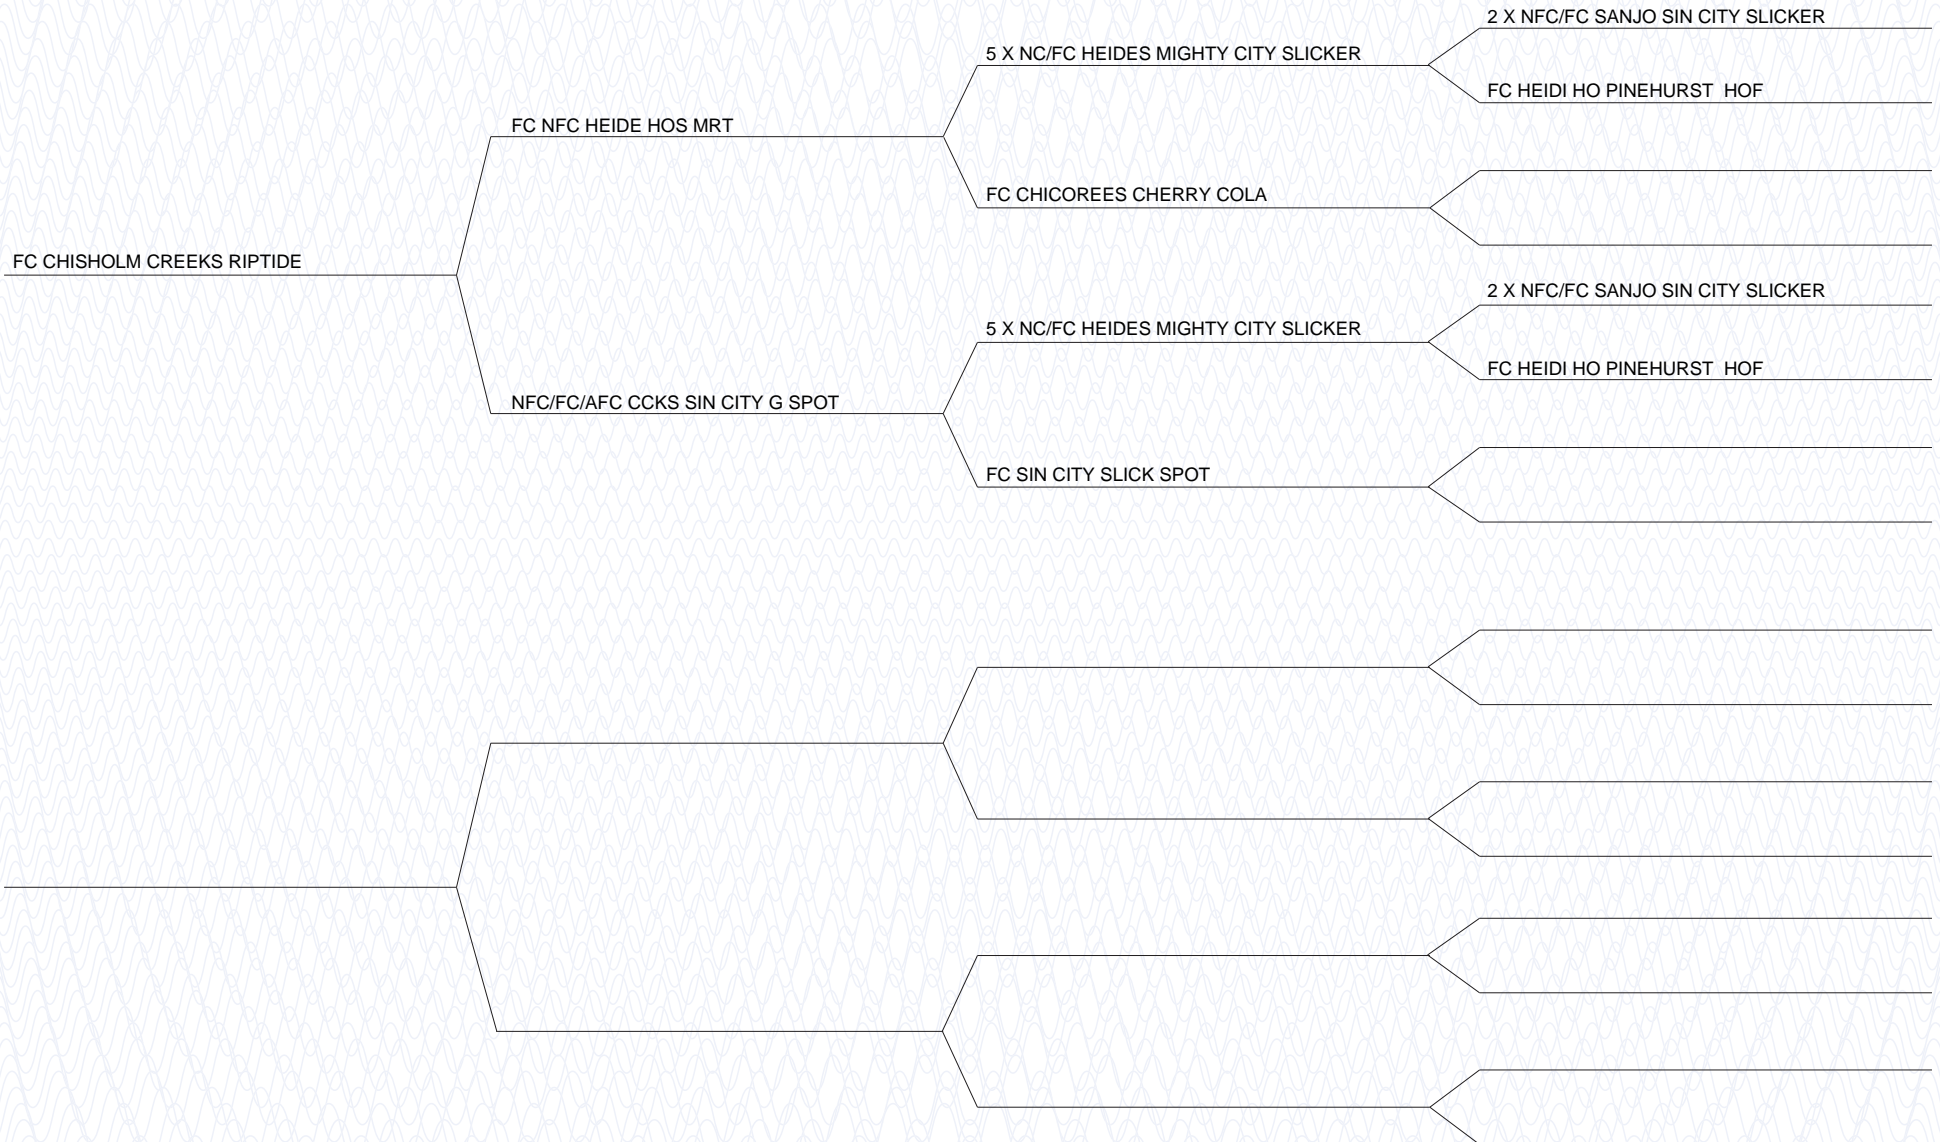 2 X NFC/FC SANJO SIN CITY SLICKER
5 X NC/FC HEIDES MIGHTY CITY SLICKER
FC HEIDI HO PINEHURST  HOF
FC NFC HEIDE HOS MRT
FC CHICOREES CHERRY COLA
FC CHISHOLM CREEKS RIPTIDE
2 X NFC/FC SANJO SIN CITY SLICKER
5 X NC/FC HEIDES MIGHTY CITY SLICKER
FC HEIDI HO PINEHURST  HOF
NFC/FC/AFC CCKS SIN CITY G SPOT
FC SIN CITY SLICK SPOT